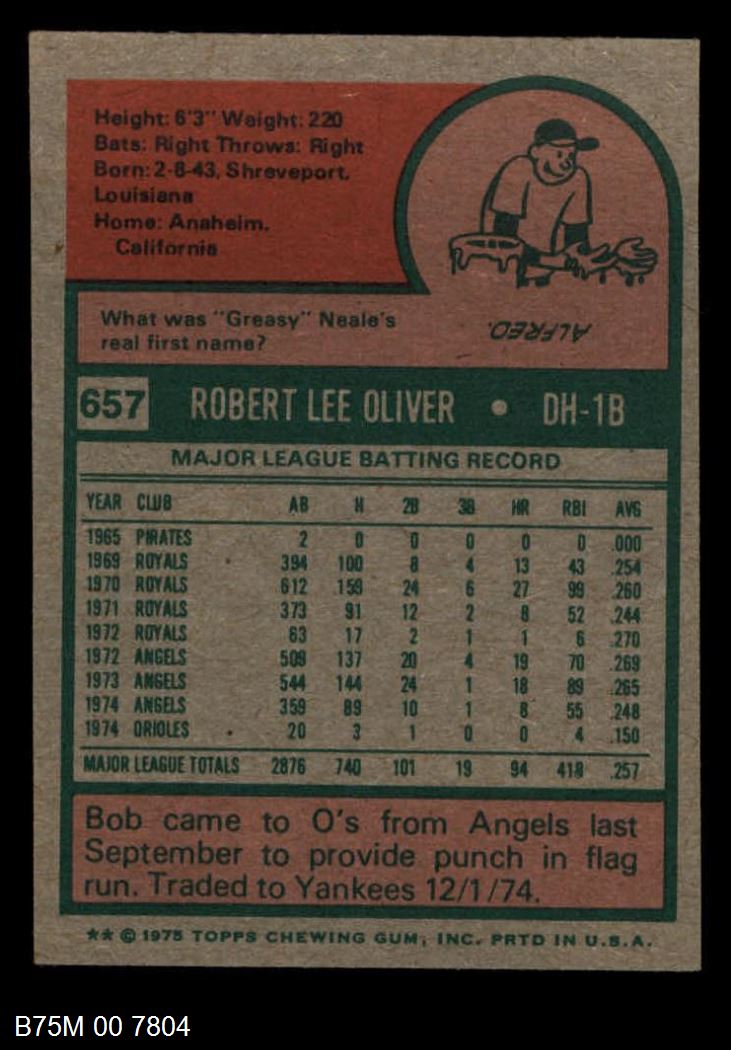 Height: 6'3" Weight: 220
Bats: Right Throws: Right
Born: 2-8-43, Shreveport,
Louisiana
Home: Anaheim,
California
What was "Greasy" Neale's
real first name?
ALFRED.
657 ROBERT LEE OLIVER • DH-1B
MAJOR LEAGUE BATTING RECORD
YEAR CLUB AB H 2B 3B HR RBI AVG
1965 PIRATES 2 0 0 0 0 0 .000
1969 ROYALS 394 100 8 4 13 43 .254
1970 ROYALS 612 159 24 6 27 99 .260
1971 ROYALS 373 91 12 2 8 52 .244
1972 ROYALS 63 17 2 1 1 6 .270
1972 ANGELS 509 137 20 4 19 70 .269
1973 ANGELS 544 144 24 1 18 89 .265
1974 ANGELS 359 89 10 1 8 55 .248
1974 ORIOLES 20 3 1 0 0 4 .150
MAJOR LEAGUE TOTALS 2876 740 101 19 94 418 .257
Bob came to O's from Angels last
September to provide punch in flag
run. Traded to Yankees 12/1/74.
** © 1975 TOPPS CHEWING GUM, INC. PRTD IN U.S.A.
B75M 00 7804